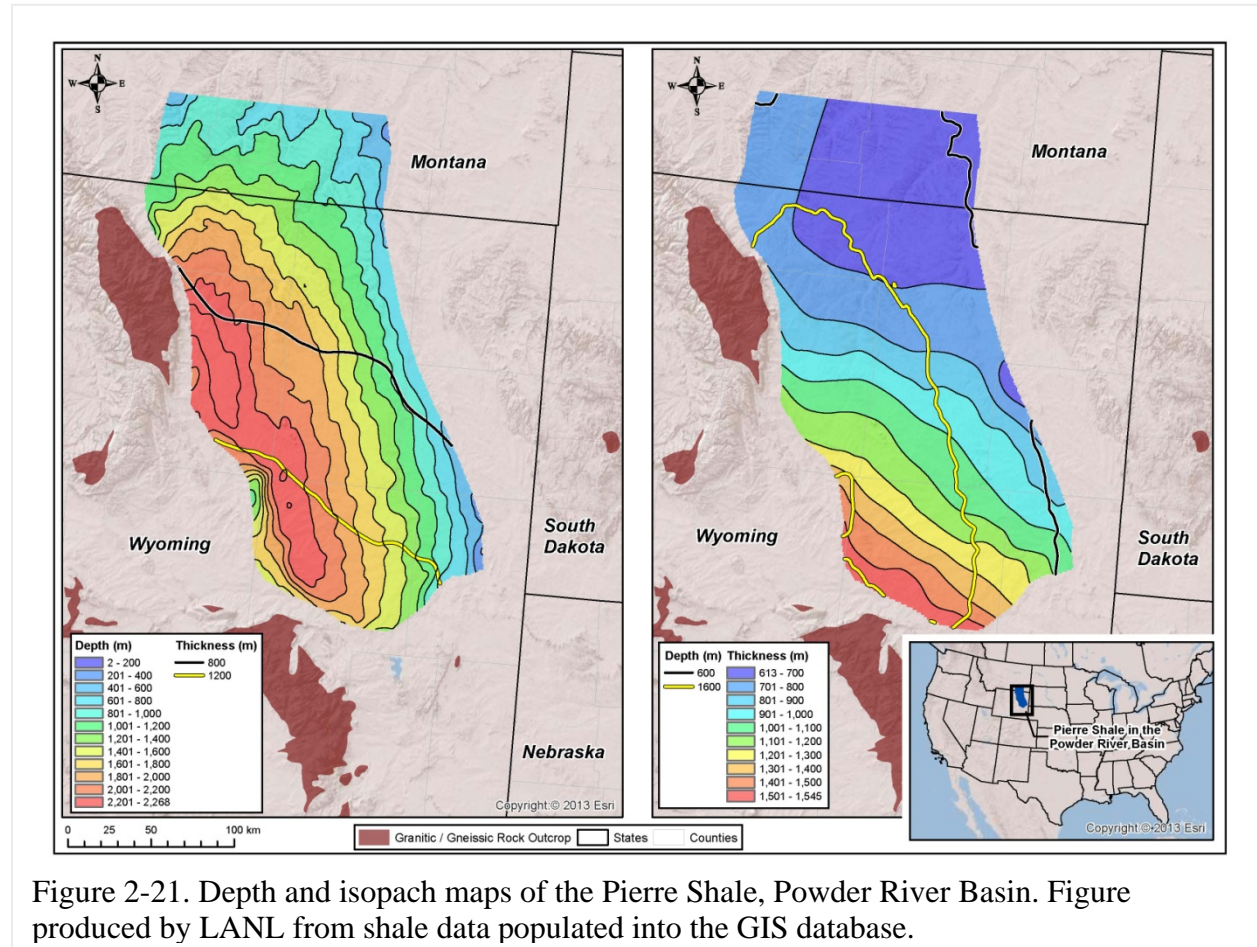 N
W E
S
Montana
Wyoming
South
Dakota
Nebraska
Depth (m) Thickness (m)
2 - 200 800
201 - 400 1200
401 - 600
601 - 800
801 - 1,000
1,001 - 1,200
1,201 - 1,400
1,401 - 1,600
1,601 - 1,800
1,801 - 2,000
2,001 - 2,200
2,201 - 2,268
Copyright:© 2013 Esri
0 25 50 100 km
N
W E
S
Montana
Wyoming
South
Dakota
Depth (m) Thickness (m)
600 613 - 700
1600 701 - 800
801 - 900
901 - 1,000
1,001 - 1,100
1,101 - 1,200
1,201 - 1,300
1,301 - 1,400
1,401 - 1,500
1,501 - 1,545
Pierre Shale in the
Powder River Basin
Copyright:© 2013 Esri
Granitic / Gneissic Rock Outcrop States Counties
Figure 2-21. Depth and isopach maps of the Pierre Shale, Powder River Basin. Figure
produced by LANL from shale data populated into the GIS database.